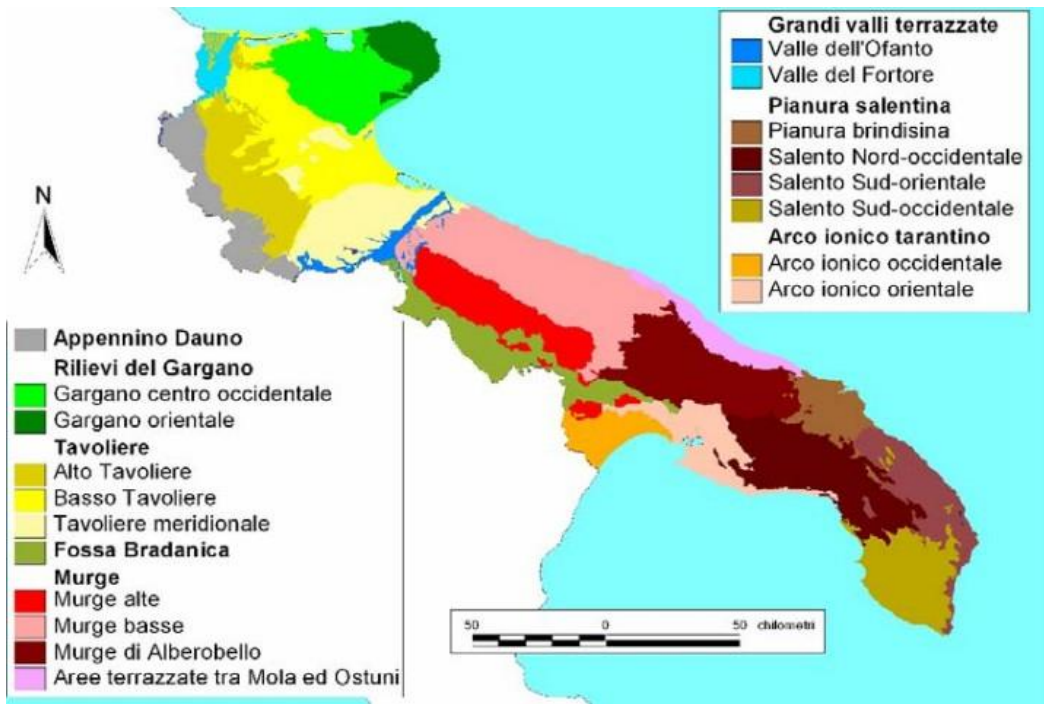 Grandi valli terrazzate
Valle dell'Ofanto
Valle del Fortore
Pianura salentina
Pianura brindisina
Salento Nord-occidentale
Salento Sud-orientale
Salento Sud-occidentale
Arco ionico tarantino
Arco ionico occidentale
Arco ionico orientale
N
Appennino Dauno
Rilievi del Gargano
Gargano centro occidentale
Gargano orientale
Tavoliere
Alto Tavoliere
Basso Tavoliere
Tavoliere meridionale
Fossa Bradanica
Murge
Murge alte
Murge basse
Murge di Alberobello
Aree terrazzate tra Mola ed Ostuni
50 0 50 chilometri